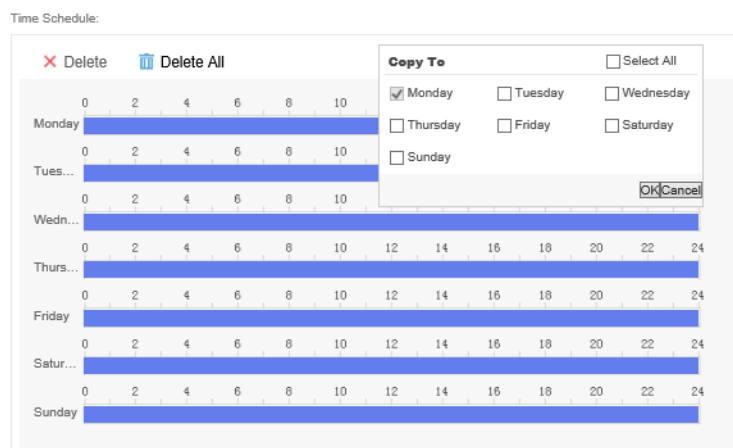 Time Schedule:
Delete Delete All
Copy To Select All
Monday Tuesday Wednesday
Thursday Friday Saturday
Sunday
OK Cancel
0 2 4 6 8 10
Monday
0 2 4 6 8 10
Tues...
0 2 4 6 8 10
Wedn...
0 2 4 6 8 10 12 14 16 18 20 22 24
Thurs...
0 2 4 6 8 10 12 14 16 18 20 22 24
Friday
0 2 4 6 8 10 12 14 16 18 20 22 24
Satur...
0 2 4 6 8 10 12 14 16 18 20 22 24
Sunday